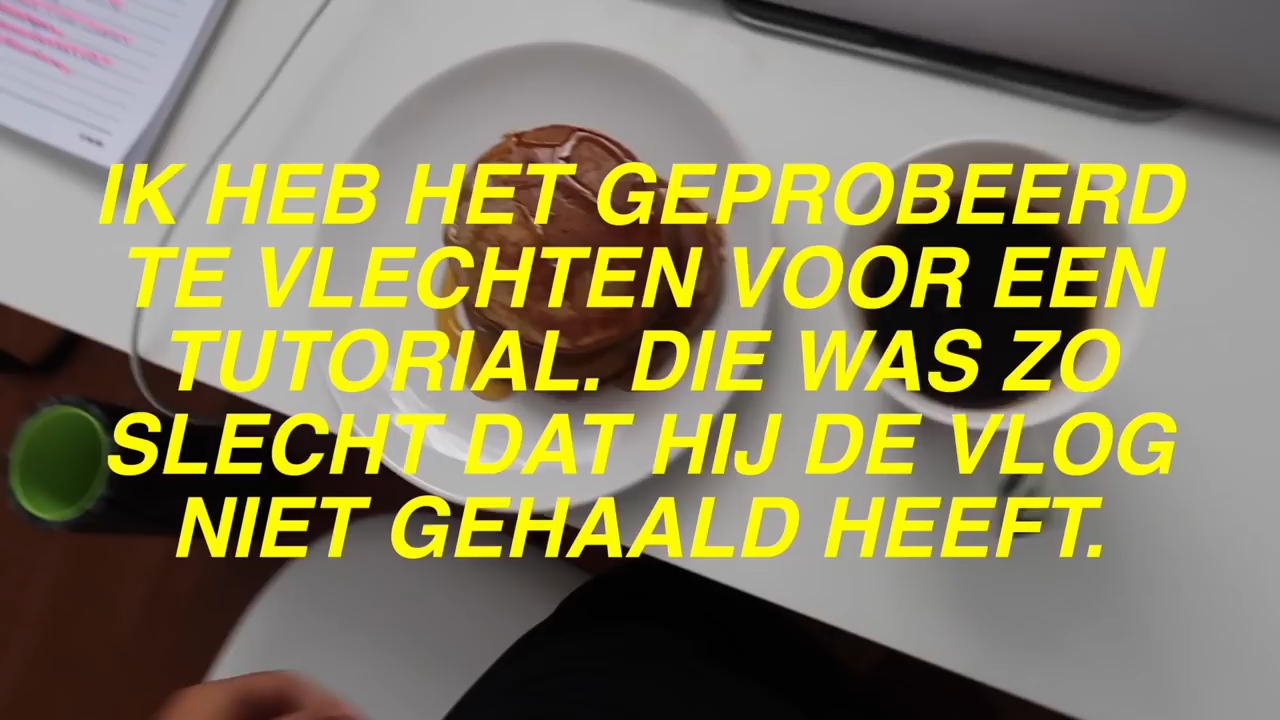 IK HEB HET GEPROBEERD
TE VLECHTEN VOOR EEN
TUTORIAL. DIE WAS ZO
SLECHT DAT HIJ DE VLOG
NIET GEHAALD HEEFT.